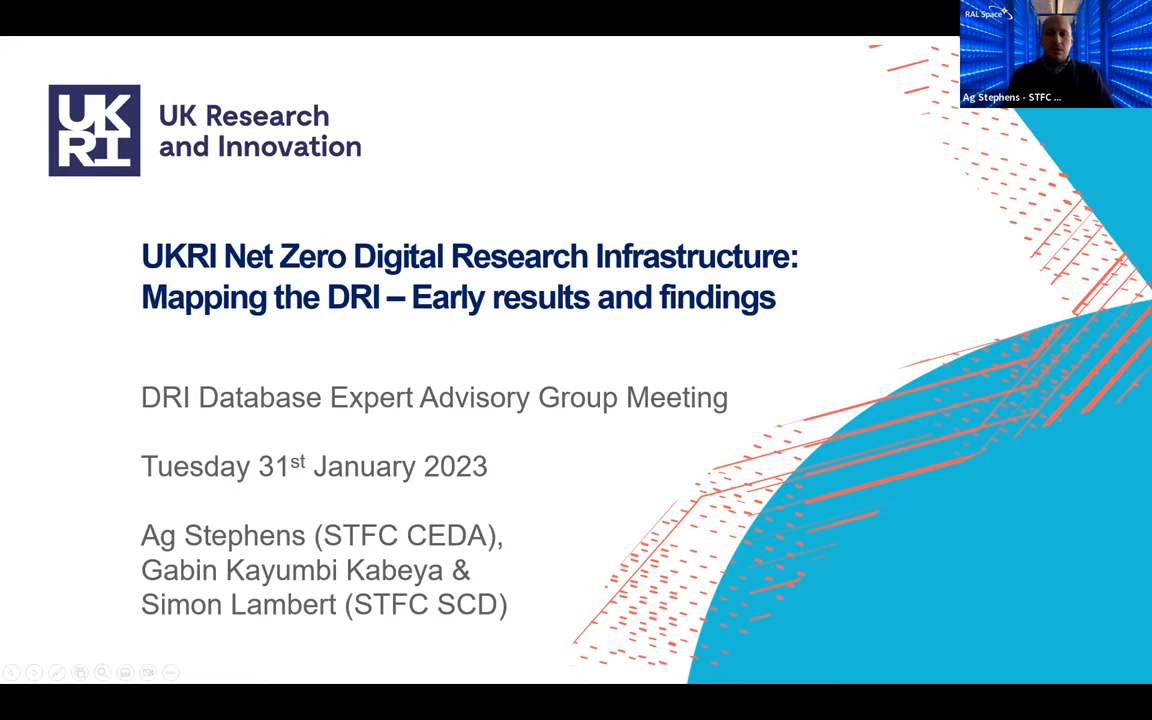 RAL Space
Ag Stephens - STFC ...
UK
RI
UK Research
and Innovation
UKRI Net Zero Digital Research Infrastructure:
Mapping the DRI – Early results and findings
DRI Database Expert Advisory Group Meeting
Tuesday 31st January 2023
Ag Stephens (STFC CEDA),
Gabin Kayumbi Kabeya &
Simon Lambert (STFC SCD)